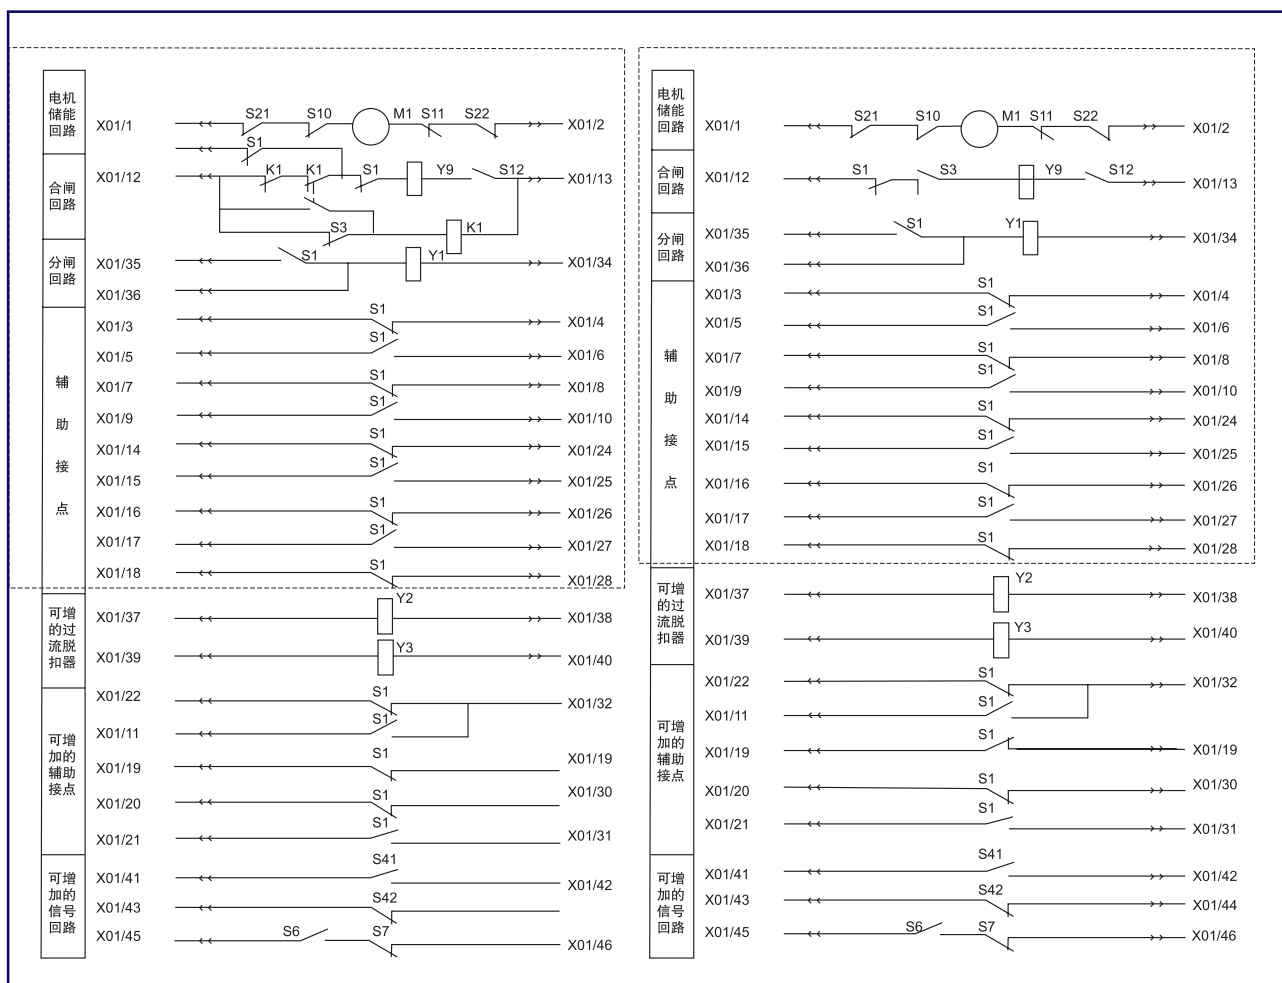 电机
储能
回路
X01/1
S21
S10
M1
S11
S22
X01/2
S1
合闸
回路
X01/12
K1
K1
S1
Y9
S12
X01/13
S3
K1
分闸
回路
X01/35
S1
Y1
X01/34
X01/36
辅
助
接
点
X01/3
S1
X01/4
X01/5
S1
X01/6
X01/7
S1
X01/8
X01/9
S1
X01/10
X01/14
S1
X01/24
X01/15
S1
X01/25
X01/16
S1
X01/26
X01/17
S1
X01/27
X01/18
S1
X01/28
可增
的过
流脱
扣器
X01/37
Y2
X01/38
X01/39
Y3
X01/40
可增
加的
辅助
接点
X01/22
S1
X01/32
X01/11
S1
X01/19
S1
X01/19
X01/20
S1
X01/30
X01/21
S1
X01/31
可增
加的
信号
回路
X01/41
S41
X01/42
X01/43
S42
X01/45
S6
S7
X01/46
电机
储能
回路
X01/1
S21
S10
M1
S11
S22
X01/2
合闸
回路
X01/12
S1
S3
Y9
S12
X01/13
分闸
回路
X01/35
S1
Y1
X01/34
X01/36
辅
助
接
点
X01/3
S1
X01/4
X01/5
S1
X01/6
X01/7
S1
X01/8
X01/9
S1
X01/10
X01/14
S1
X01/24
X01/15
S1
X01/25
X01/16
S1
X01/26
X01/17
S1
X01/27
X01/18
S1
X01/28
可增
的过
流脱
扣器
X01/37
Y2
X01/38
X01/39
Y3
X01/40
可增
加的
辅助
接点
X01/22
S1
X01/32
X01/11
S1
X01/19
S1
X01/19
X01/20
S1
X01/30
X01/21
S1
X01/31
可增
加的
信号
回路
X01/41
S41
X01/42
X01/43
S42
X01/44
X01/45
S6
S7
X01/46